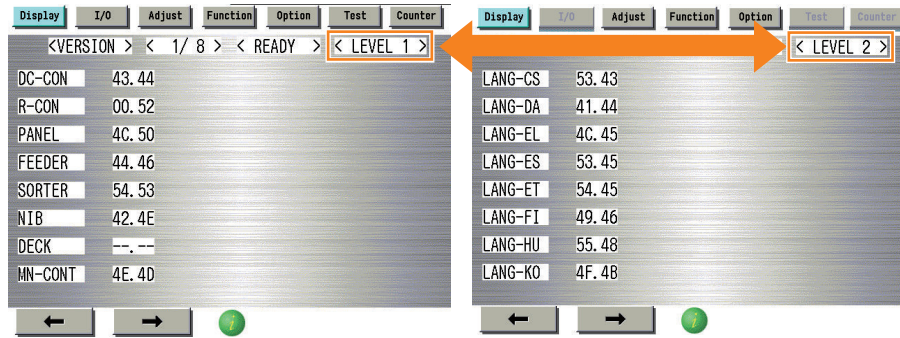 Display I/O Adjust Function Option Test Counter
<VERSION > < 1/ 8 > < READY > < LEVEL 1 >
DC-CON 43.44
R-CON 00.52
PANEL 4C.50
FEEDER 44.46
SORTER 54.53
NIB 42.4E
DECK --.--
MN-CONT 4E.4D
Display I/O Adjust Function Option Test Counter
< LEVEL 2 >
LANG-CS 53.43
LANG-DA 41.44
LANG-EL 4C.45
LANG-ES 53.45
LANG-ET 54.45
LANG-FI 49.46
LANG-HU 55.48
LANG-KO 4F.4B